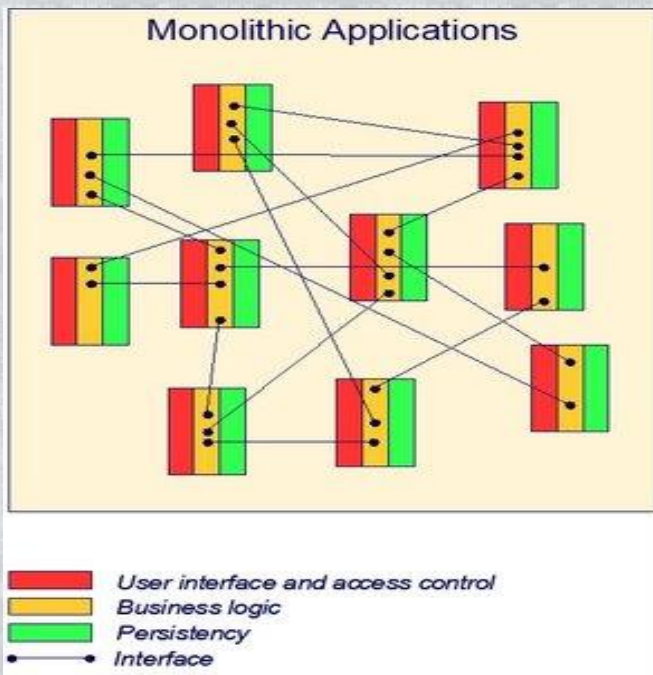 Monolithic Applications
User interface and access control
Business logic
Persistency
Interface